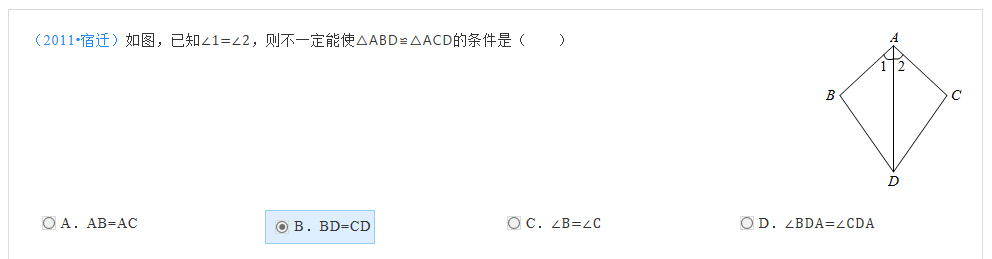 （2011•宿迁）如图，已知∠1=∠2，则不一定能使△ABD≌△ACD的条件是（　　）
A
1 2
B
C
D
A．AB=AC
B．BD=CD
C．∠B=∠C
D．∠BDA=∠CDA